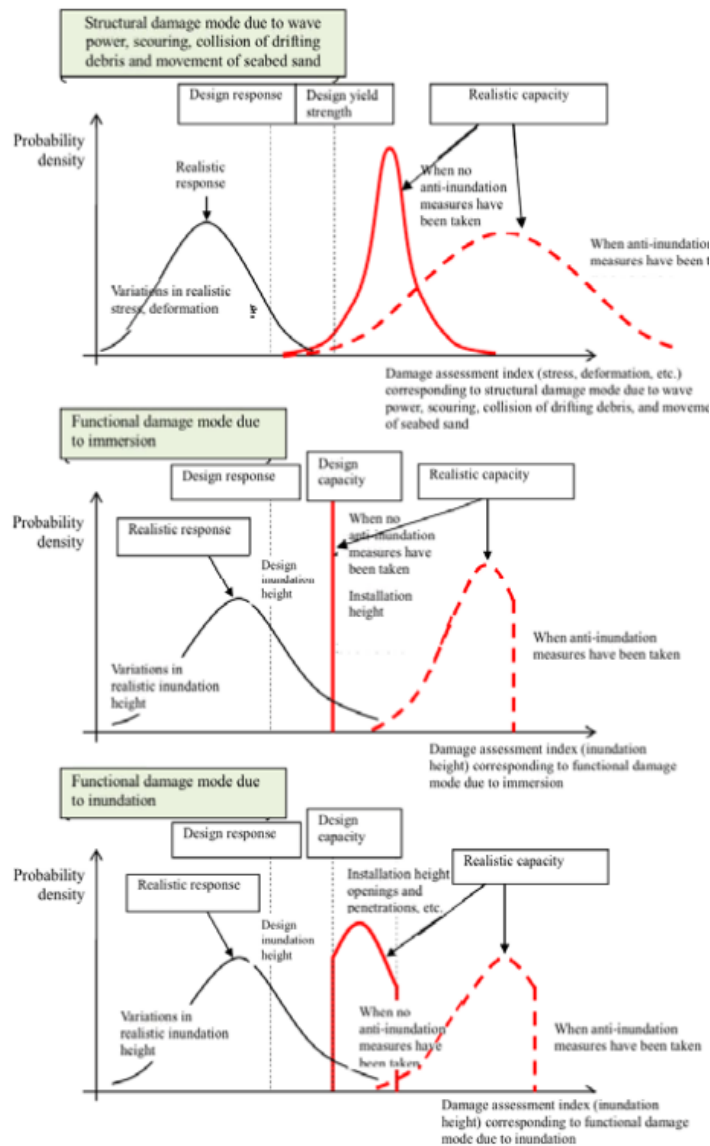 Structural damage mode due to wave
power, scouring, collision of drifting
debris and movement of seabed sand
Design response
Design yield
strength
Realistic capacity
Probability
density
Realistic
response
When no
anti-inundation
measures have
been taken
When anti-inundation
measures have been t
Variations in realistic
stress, deformation
Damage assessment index (stress, deformation, etc.)
corresponding to structural damage mode due to wave
power, scouring, collision of drifting debris, and moveme
of seabed sand
Functional damage mode due
to immersion
Design response
Design
capacity
Realistic capacity
Probability
density
Realistic response
When no
anti-inundation
measures have
been taken
Design
inundation
height
Installation
height
When anti-inundation
measures have been taken
Variations in
realistic inundation
height
Damage assessment index (inundation
height) corresponding to functional damage
mode due to immersion
Functional damage mode due
to inundation
Design response
Design
capacity
Realistic capacity
Probability
density
Realistic response
Installation height
openings and
penetrations, etc.
Design
inundation
height
When no
anti-inundation
measures have
been taken
When anti-inundation
measures have been taken
Variations in
realistic inundation
height
Damage assessment index (inundation
height) corresponding to functional damage
mode due to inundation